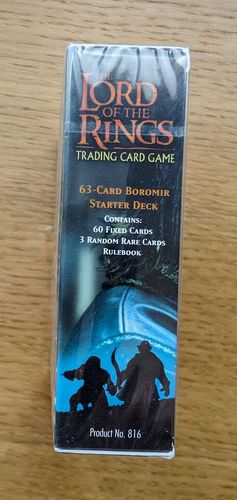 THE
LORD
OF THE
RINGS
TRADING CARD GAME
63-CARD BOROMIR
STARTER DECK
CONTAINS:
60 FIXED CARDS
3 RANDOM RARE CARDS
RULEBOOK
Product No. 816